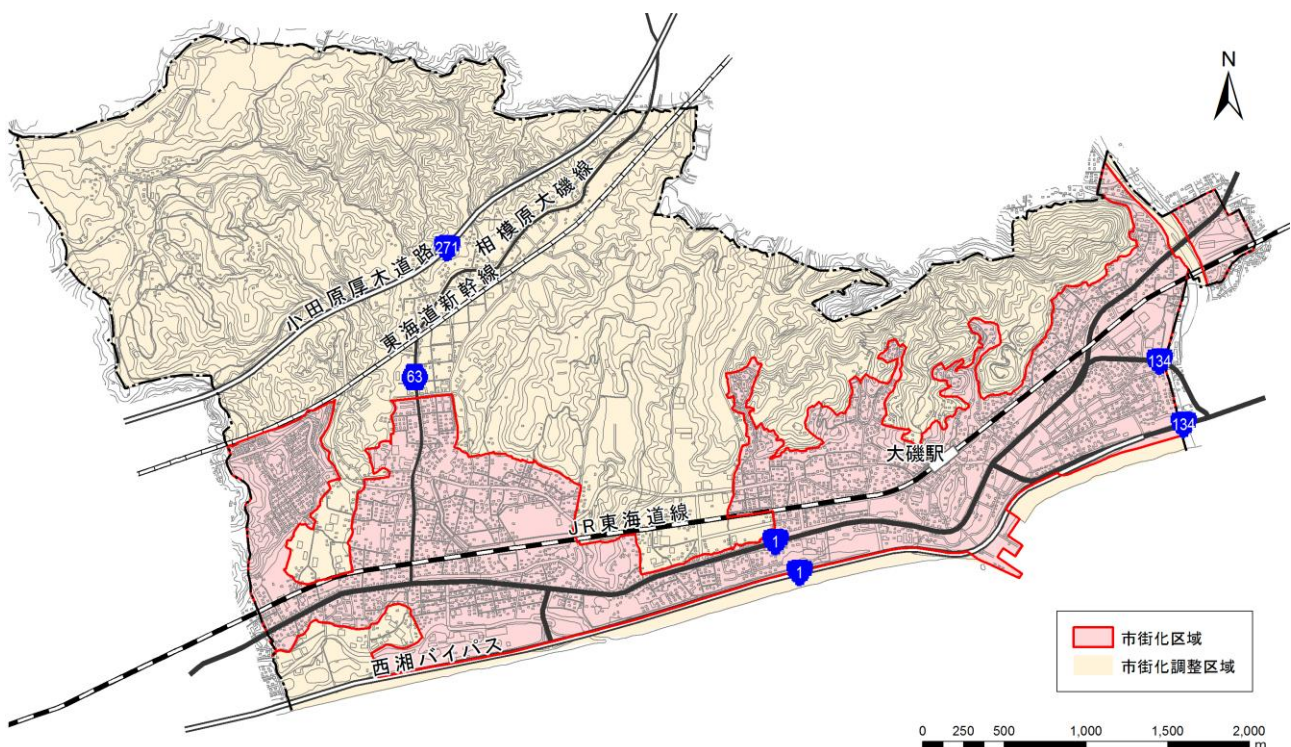 N
271
相模原大磯線
小田原厚木道路
東海道新幹線
63
134
134
大磯駅
JR東海道線
1
1
西湘バイパス
市街化区域
市街化調整区域
0 250 500 1,000 1,500 2,000
m